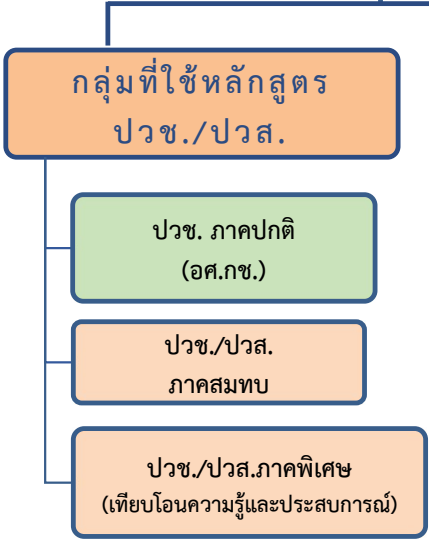 กลุ่มที่ใช้หลักสูตร
ปวช./ปวส.
ปวช. ภาคปกติ
(อศ.กช.)
ปวช./ปวส.
ภาคสมทบ
ปวช./ปวส.ภาคพิเศษ
(เทียบโอนความรู้และประสบการณ์)